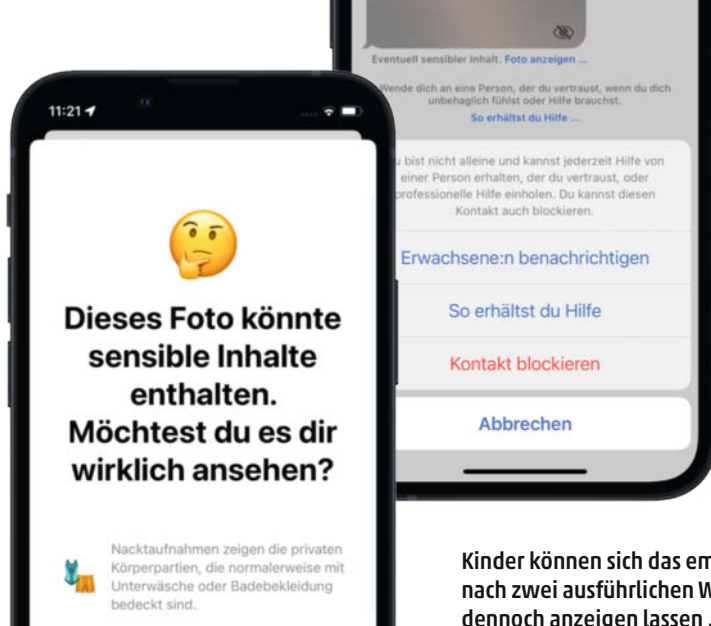 Eventuell sensibler Inhalt. Foto anzeigen ...
Wende dich an eine Person, der du vertraust, wenn du dich
unbehaglich fühlst oder Hilfe brauchst.
So erhältst du Hilfe ...
bist nicht alleine und kannst jederzeit Hilfe von
einer Person erhalten, der du vertraust, oder
professionelle Hilfe einholen. Du kannst diesen
Kontakt auch blockieren.
Erwachsene:n benachrichtigen
So erhältst du Hilfe
Kontakt blockieren
Abbrechen
11:21
Dieses Foto könnte
sensible Inhalte
enthalten.
Möchtest du es dir
wirklich ansehen?
Nacktaufnahmen zeigen die privaten
Körperpartien, die normalerweise mit
Unterwäsche oder Badebekleidung
bedeckt sind.
Kinder können sich das em
nach zwei ausführlichen W
dennoch anzeigen lassen